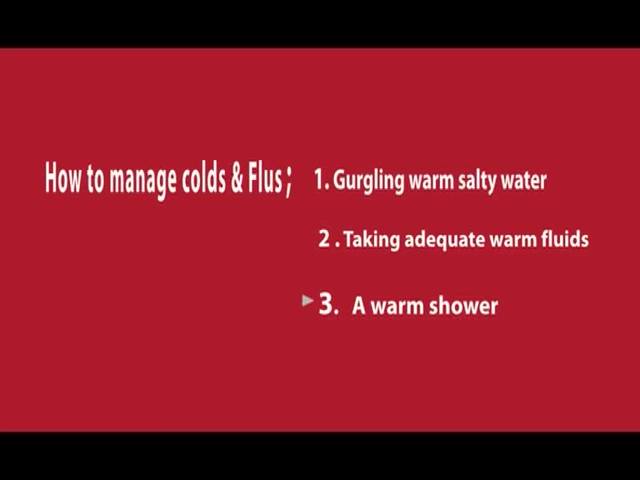 How to manage colds & Flus ; 1. Gurgling warm salty water
2 . Taking adequate warm fluids
3. A warm shower